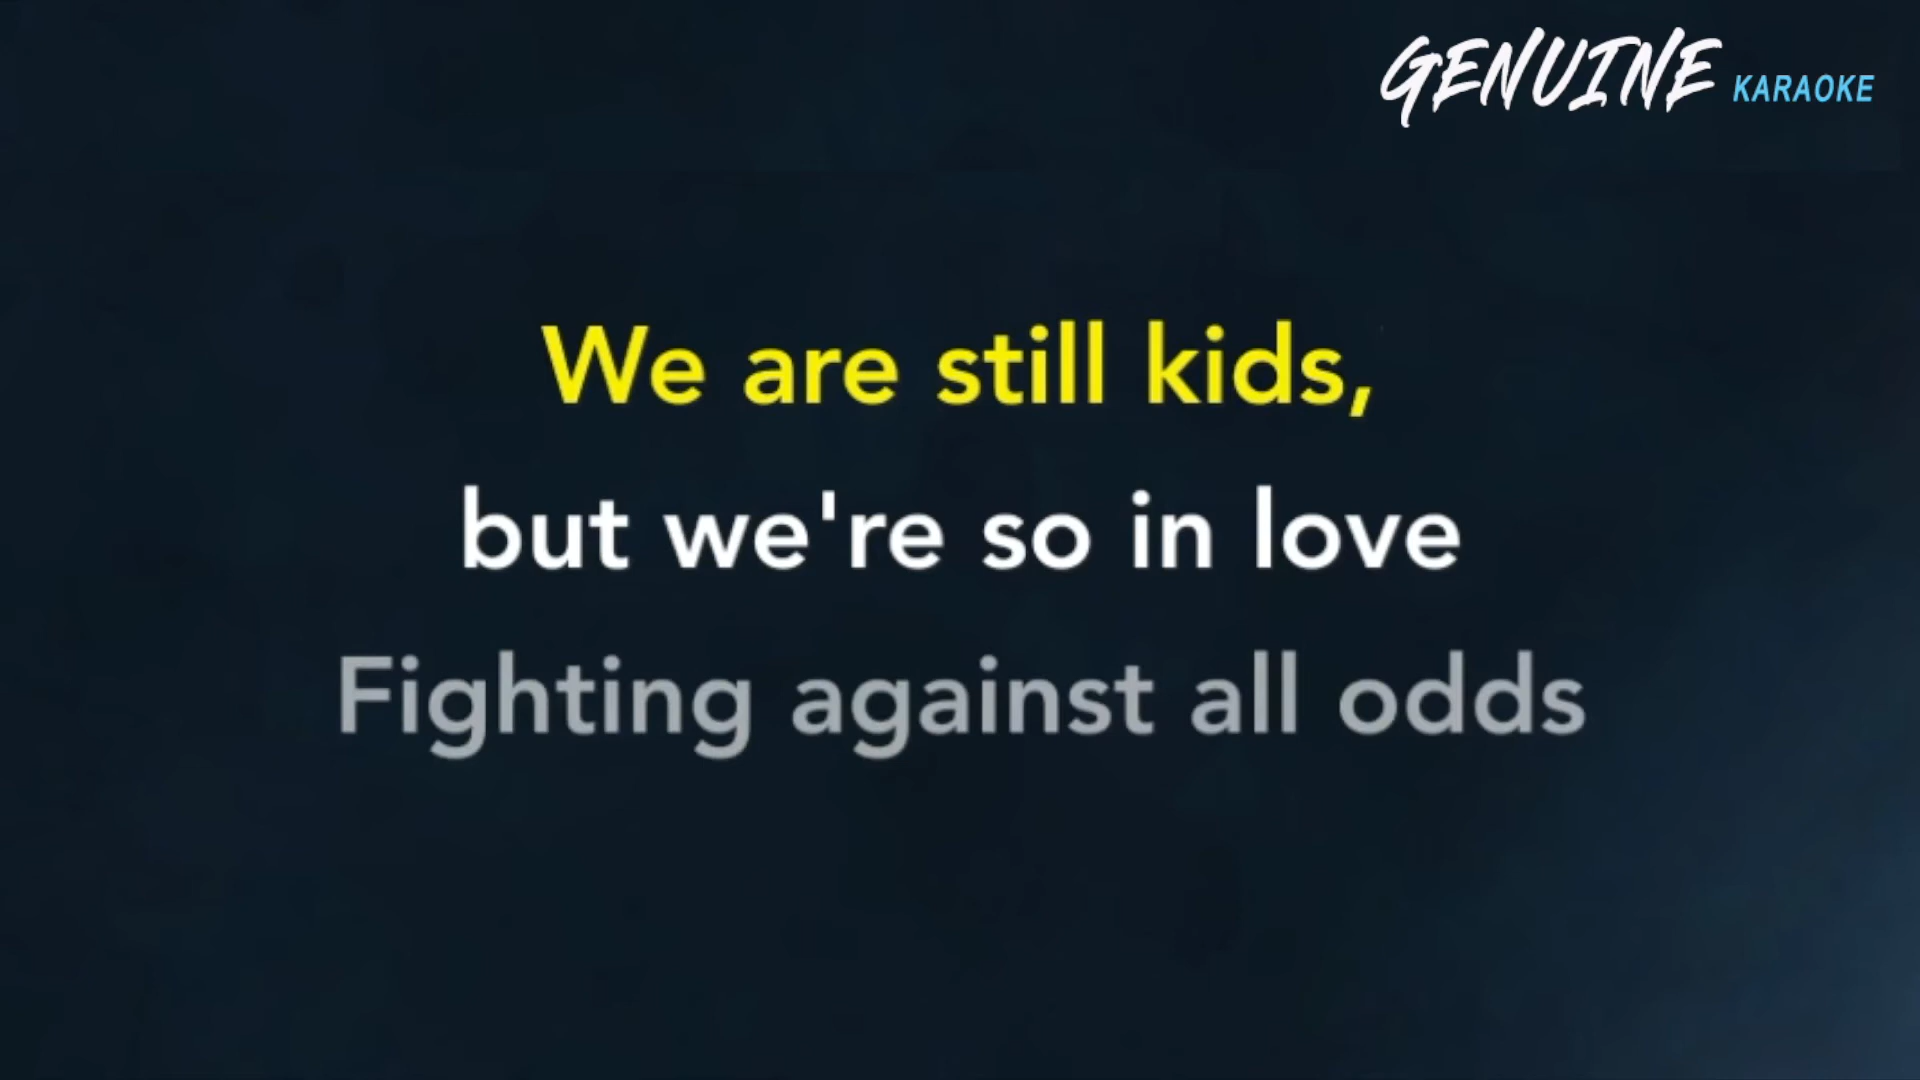 GENUINE KARAOKE
We are still kids,
but we're so in love
Fighting against all odds